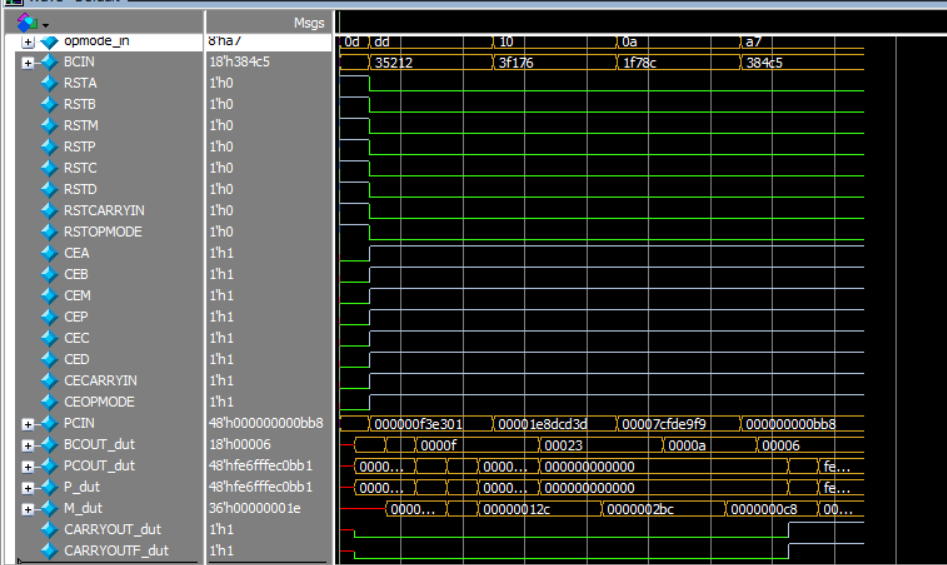 Msgs
opmode_in 8'ha7 0d dd 10 0a a7
BCIN 18'h384c5 35212 3f176 1f78c 384c5
RSTA 1'h0
RSTB 1'h0
RSTM 1'h0
RSTP 1'h0
RSTC 1'h0
RSTD 1'h0
RSTCARRYIN 1'h0
RSTOPMODE 1'h0
CEA 1'h1
CEB 1'h1
CEM 1'h1
CEP 1'h1
CEC 1'h1
CED 1'h1
CECARRYIN 1'h1
CEOPMODE 1'h1
PCIN 48'h000000000bb8 000000f3e301 00001e8dcd3d 00007cfde9f9 000000000bb8
BCOUT_dut 18'h00006 0000f 00023 0000a 00006
PCOUT_dut 48'hfe6fffec0bb1 0000... 0000... 000000000000 fe...
P_dut 48'hfe6fffec0bb1 0000... 0000... 000000000000 fe...
M_dut 36'h00000001e 0000... 00000012c 0000002bc 0000000c8 00...
CARRYOUT_dut 1'h1
CARRYOUTF_dut 1'h1